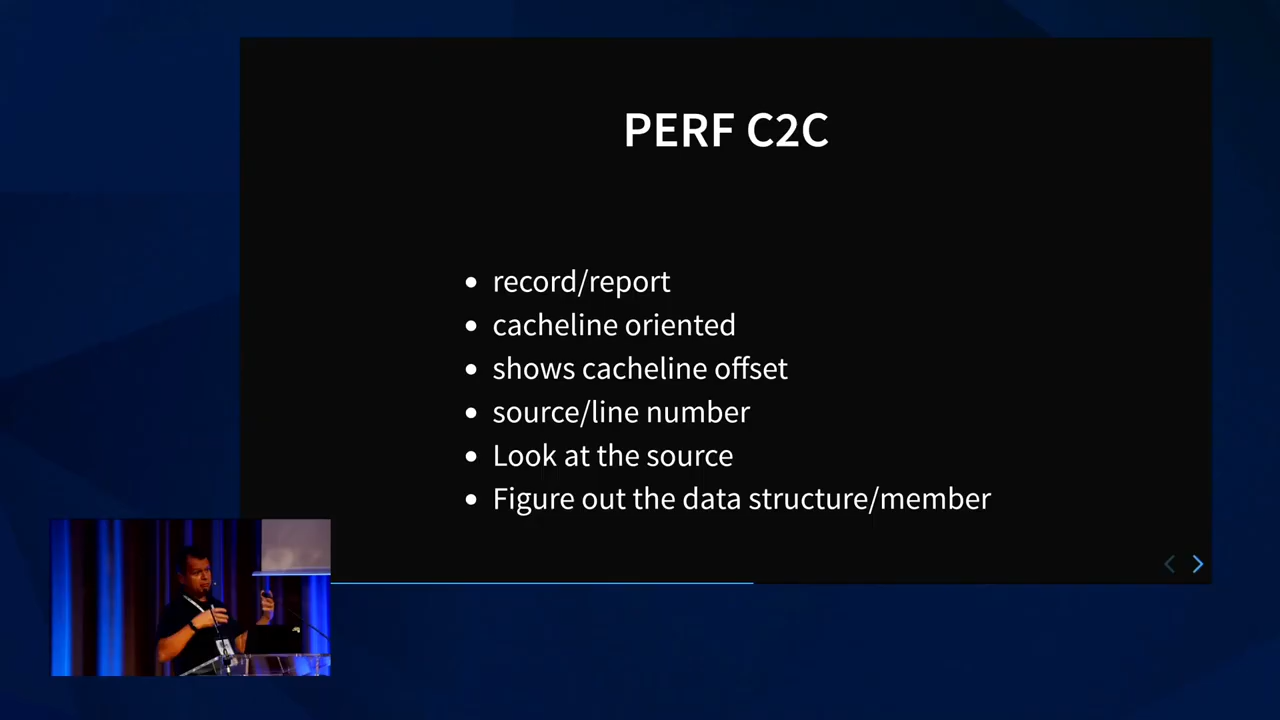 PERF C2C
record/report
cacheline oriented
shows cacheline offset
source/line number
Look at the source
Figure out the data structure/member